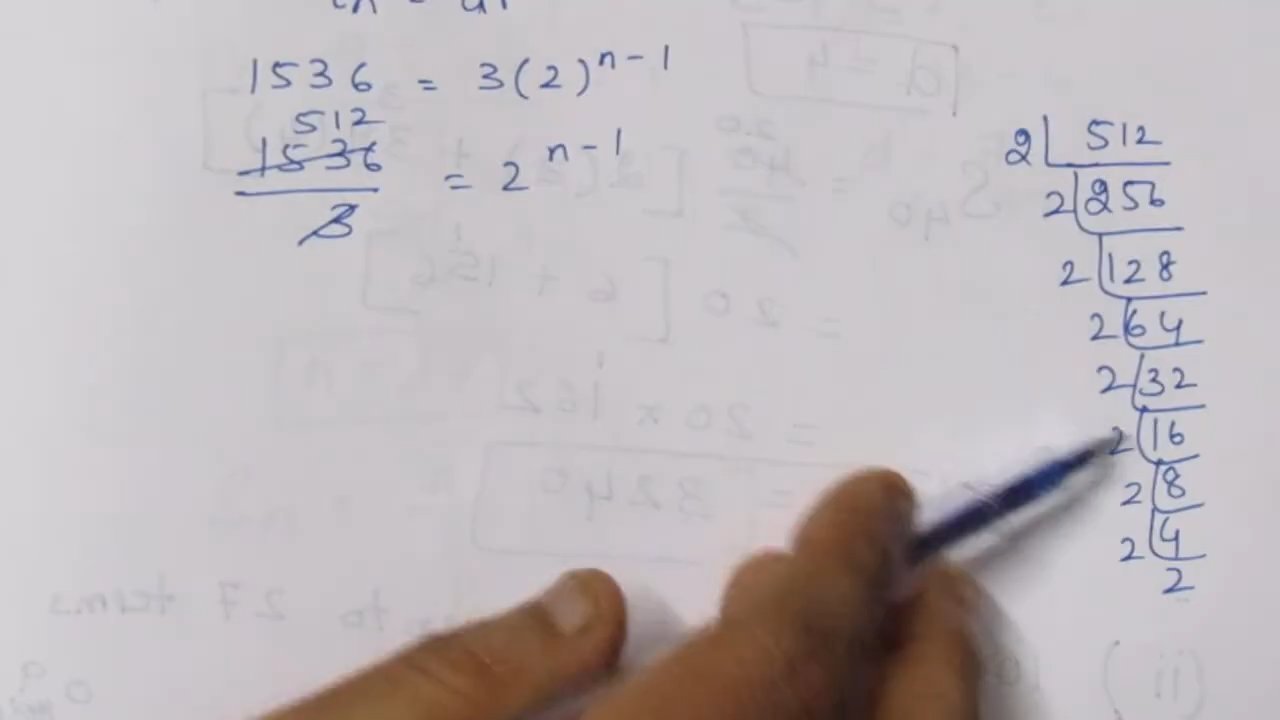 1536 = 3(2)^{n-1}
512
1536 / 3 = 2^{n-1}
2 | 512
2 | 256
2 | 128
2 | 64
2 | 32
2 | 16
2 | 8
2 | 4
2